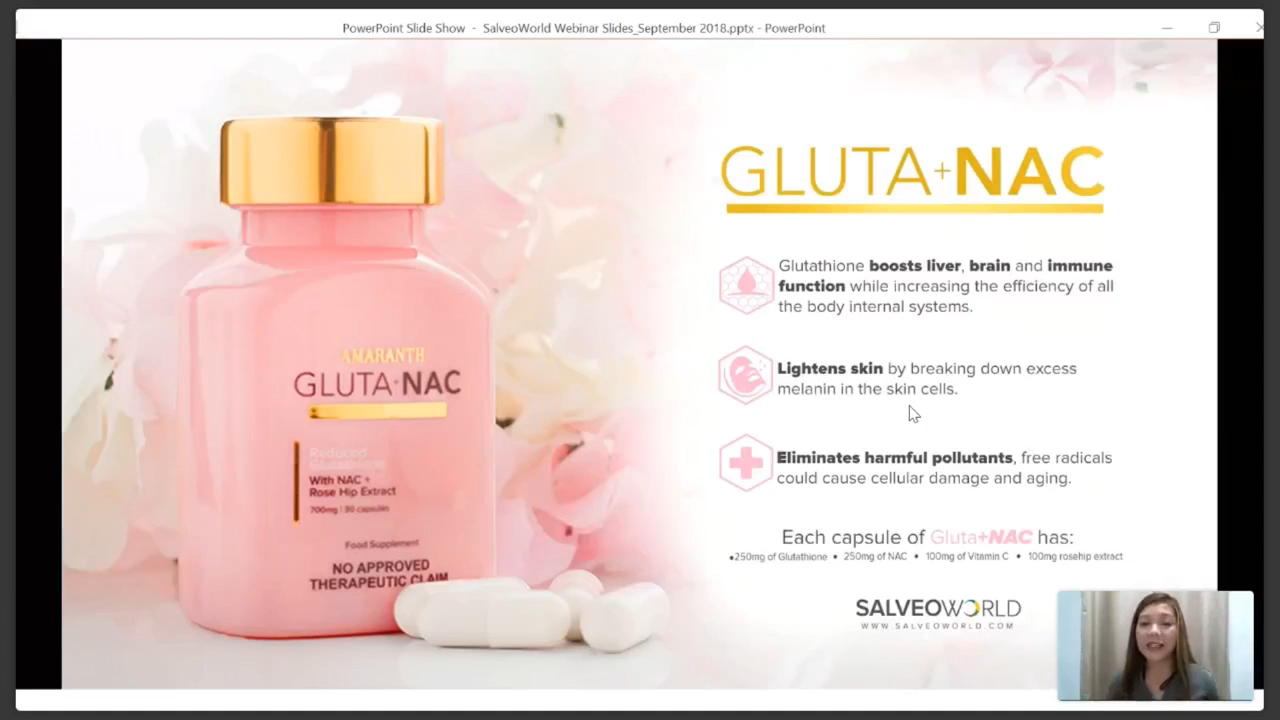 PowerPoint Slide Show - SalveoWorld Webinar Slides_September 2018.pptx - PowerPoint
GLUTA+NAC
Glutathione boosts liver, brain and immune
function while increasing the efficiency of all
the body internal systems.
Lightens skin by breaking down excess
melanin in the skin cells.
Eliminates harmful pollutants, free radicals
could cause cellular damage and aging.
Each capsule of Gluta+NAC has:
•250mg of Glutathione • 250mg of NAC • 100mg of Vitamin C • 100mg rosehip extract
SALVEOWORLD
WWW.SALVEOWORLD.COM
AMARANTH
GLUTA+NAC
Reduced
Glutathione
With NAC +
Rose Hip Extract
700mg | 30 capsules
Food Supplement
NO APPROVED
THERAPEUTIC CLAIM